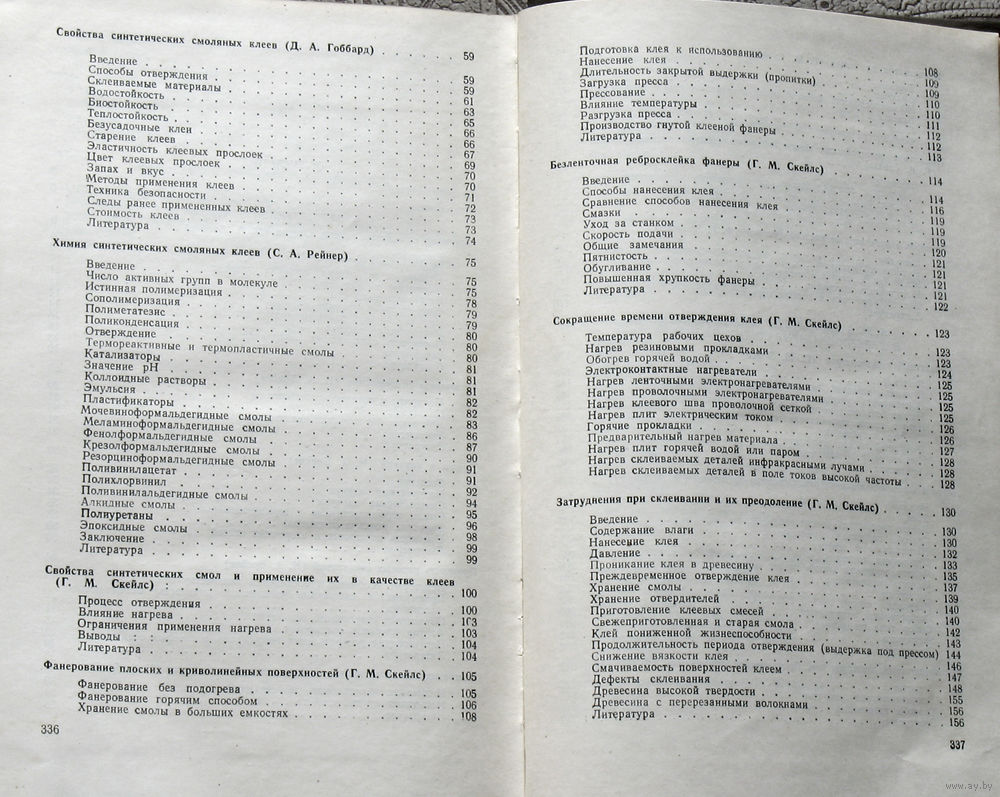 Свойства синтетических смоляных клеев (Д. А. Гоббард) . . . . . . 59
Введение . . . . . . 59
Способы отверждения . . . . . . 59
Склеиваемые материалы . . . . . . 61
Водостойкость . . . . . . 63
Биостойкость . . . . . . 65
Теплостойкость . . . . . . 66
Безусадочные клеи . . . . . . 66
Старение клеев . . . . . . 67
Эластичность клеевых прослоек . . . . . . 69
Цвет клеевых прослоек . . . . . . 70
Запах и вкус . . . . . . 70
Методы применения клеев . . . . . . 71
Техника безопасности . . . . . . 72
Следы ранее примененных клеев . . . . . . 73
Стоимость клеев . . . . . . 73
Литература . . . . . . 74
Химия синтетических смоляных клеев (С. А. Рейнер) . . . . . . 75
Введение . . . . . . 75
Число активных групп в молекуле . . . . . . 75
Истинная полимеризация . . . . . . 78
Сополимеризация . . . . . . 79
Полиметатезис . . . . . . 79
Поликонденсация . . . . . . 80
Отверждение . . . . . . 80
Термореактивные и термопластичные смолы . . . . . . 81
Катализаторы . . . . . . 81
Значение pH . . . . . . 81
Коллоидные растворы . . . . . . 82
Эмульсия . . . . . . 82
Пластификаторы . . . . . . 83
Мочевиноформальдегидные смолы . . . . . . 86
Меламиноформальдегидные смолы . . . . . . 87
Фенолформальдегидные смолы . . . . . . 90
Крезолформальдегидные смолы . . . . . . 91
Резорциноформальдегидные смолы . . . . . . 91
Поливинилацетат . . . . . . 92
Полихлорвинил . . . . . . 94
Поливинилальдегидные смолы . . . . . . 95
Алкидные смолы . . . . . . 96
Полиуретаны . . . . . . 98
Эпоксидные смолы . . . . . . 99
Заключение . . . . . . 99
Литература . . . . . .
Свойства синтетических смол и применение их в качестве клеев
(Г. М. Скейлс) : . . . . . . 100
Процесс отверждения . . . . . . 100
Влияние нагрева . . . . . . 103
Ограничения применения нагрева . . . . . . 103
Выводы : : . . . . . . 104
Литература . . . . . . 104
Фанерование плоских и криволинейных поверхностей (Г. М. Скейлс) . . 105
Фанерование без подогрева . . . . . . 105
Фанерование горячим способом . . . . . . 106
Хранение смолы в больших емкостях . . . . . . 108
336
Подготовка клея к использованию . . . . . . 108
Нанесение клея . . . . . . 109
Длительность закрытой выдержки (пропитки) . . . . . . 109
Загрузка пресса . . . . . . 110
Прессование . . . . . . 110
Влияние температуры . . . . . . 111
Разгрузка пресса . . . . . . 112
Производство гнутой клееной фанеры . . . . . . 112
Литература . . . . . . 113
Безленточная ребросклейка фанеры (Г. М. Скейлс) . . . . . . 114
Введение . . . . . . 114
Способы нанесения клея . . . . . . 116
Сравнение способов нанесения клея . . . . . . 119
Смазки . . . . . . 119
Уход за станком . . . . . . 119
Скорость подачи . . . . . . 120
Общие замечания . . . . . . 121
Пятнистость . . . . . . 121
Обугливание . . . . . . 121
Повышенная хрупкость фанеры . . . . . . 121
Литература . . . . . . 122
Сокращение времени отверждения клея (Г. М. Скейлс) . . . . . . 123
Температура рабочих цехов . . . . . . 123
Нагрев резиновыми прокладками . . . . . . 123
Обогрев горячей водой . . . . . . 124
Электроконтактные нагреватели . . . . . . 125
Нагрев ленточными электронагревателями . . . . . . 125
Нагрев проволочными электронагревателями . . . . . . 125
Нагрев клеевого шва проволочной сеткой . . . . . . 125
Нагрев плит электрическим током . . . . . . 126
Горячие прокладки . . . . . . 126
Предварительный нагрев материала . . . . . . 127
Нагрев плит горячей водой или паром . . . . . . 128
Нагрев склеиваемых деталей инфракрасными лучами . . . . . . 128
Нагрев склеиваемых деталей в поле токов высокой частоты . . . 128
Затруднения при склеивании и их преодоление (Г. М. Скейлс) . . . . . . 130
Введение . . . . . . 130
Содержание влаги . . . . . . 130
Нанесение клея . . . . . . 132
Давление . . . . . . 133
Проникание клея в древесину . . . . . . 135
Преждевременное отверждение клея . . . . . . 137
Хранение смолы . . . . . . 139
Хранение отвердителей . . . . . . 140
Приготовление клеевых смесей . . . . . . 140
Свежеприготовленная и старая смола . . . . . . 142
Клей пониженной жизнеспособности . . . . . . 143
Продолжительность периода отверждения (выдержка под прессом) 144
Снижение вязкости клея . . . . . . 146
Смачиваемость поверхностей клеем . . . . . . 147
Дефекты склеивания . . . . . . 148
Древесина высокой твердости . . . . . . 155
Древесина с перерезанными волокнами . . . . . . 156
Литература . . . . . . 156
337
www.ay.by